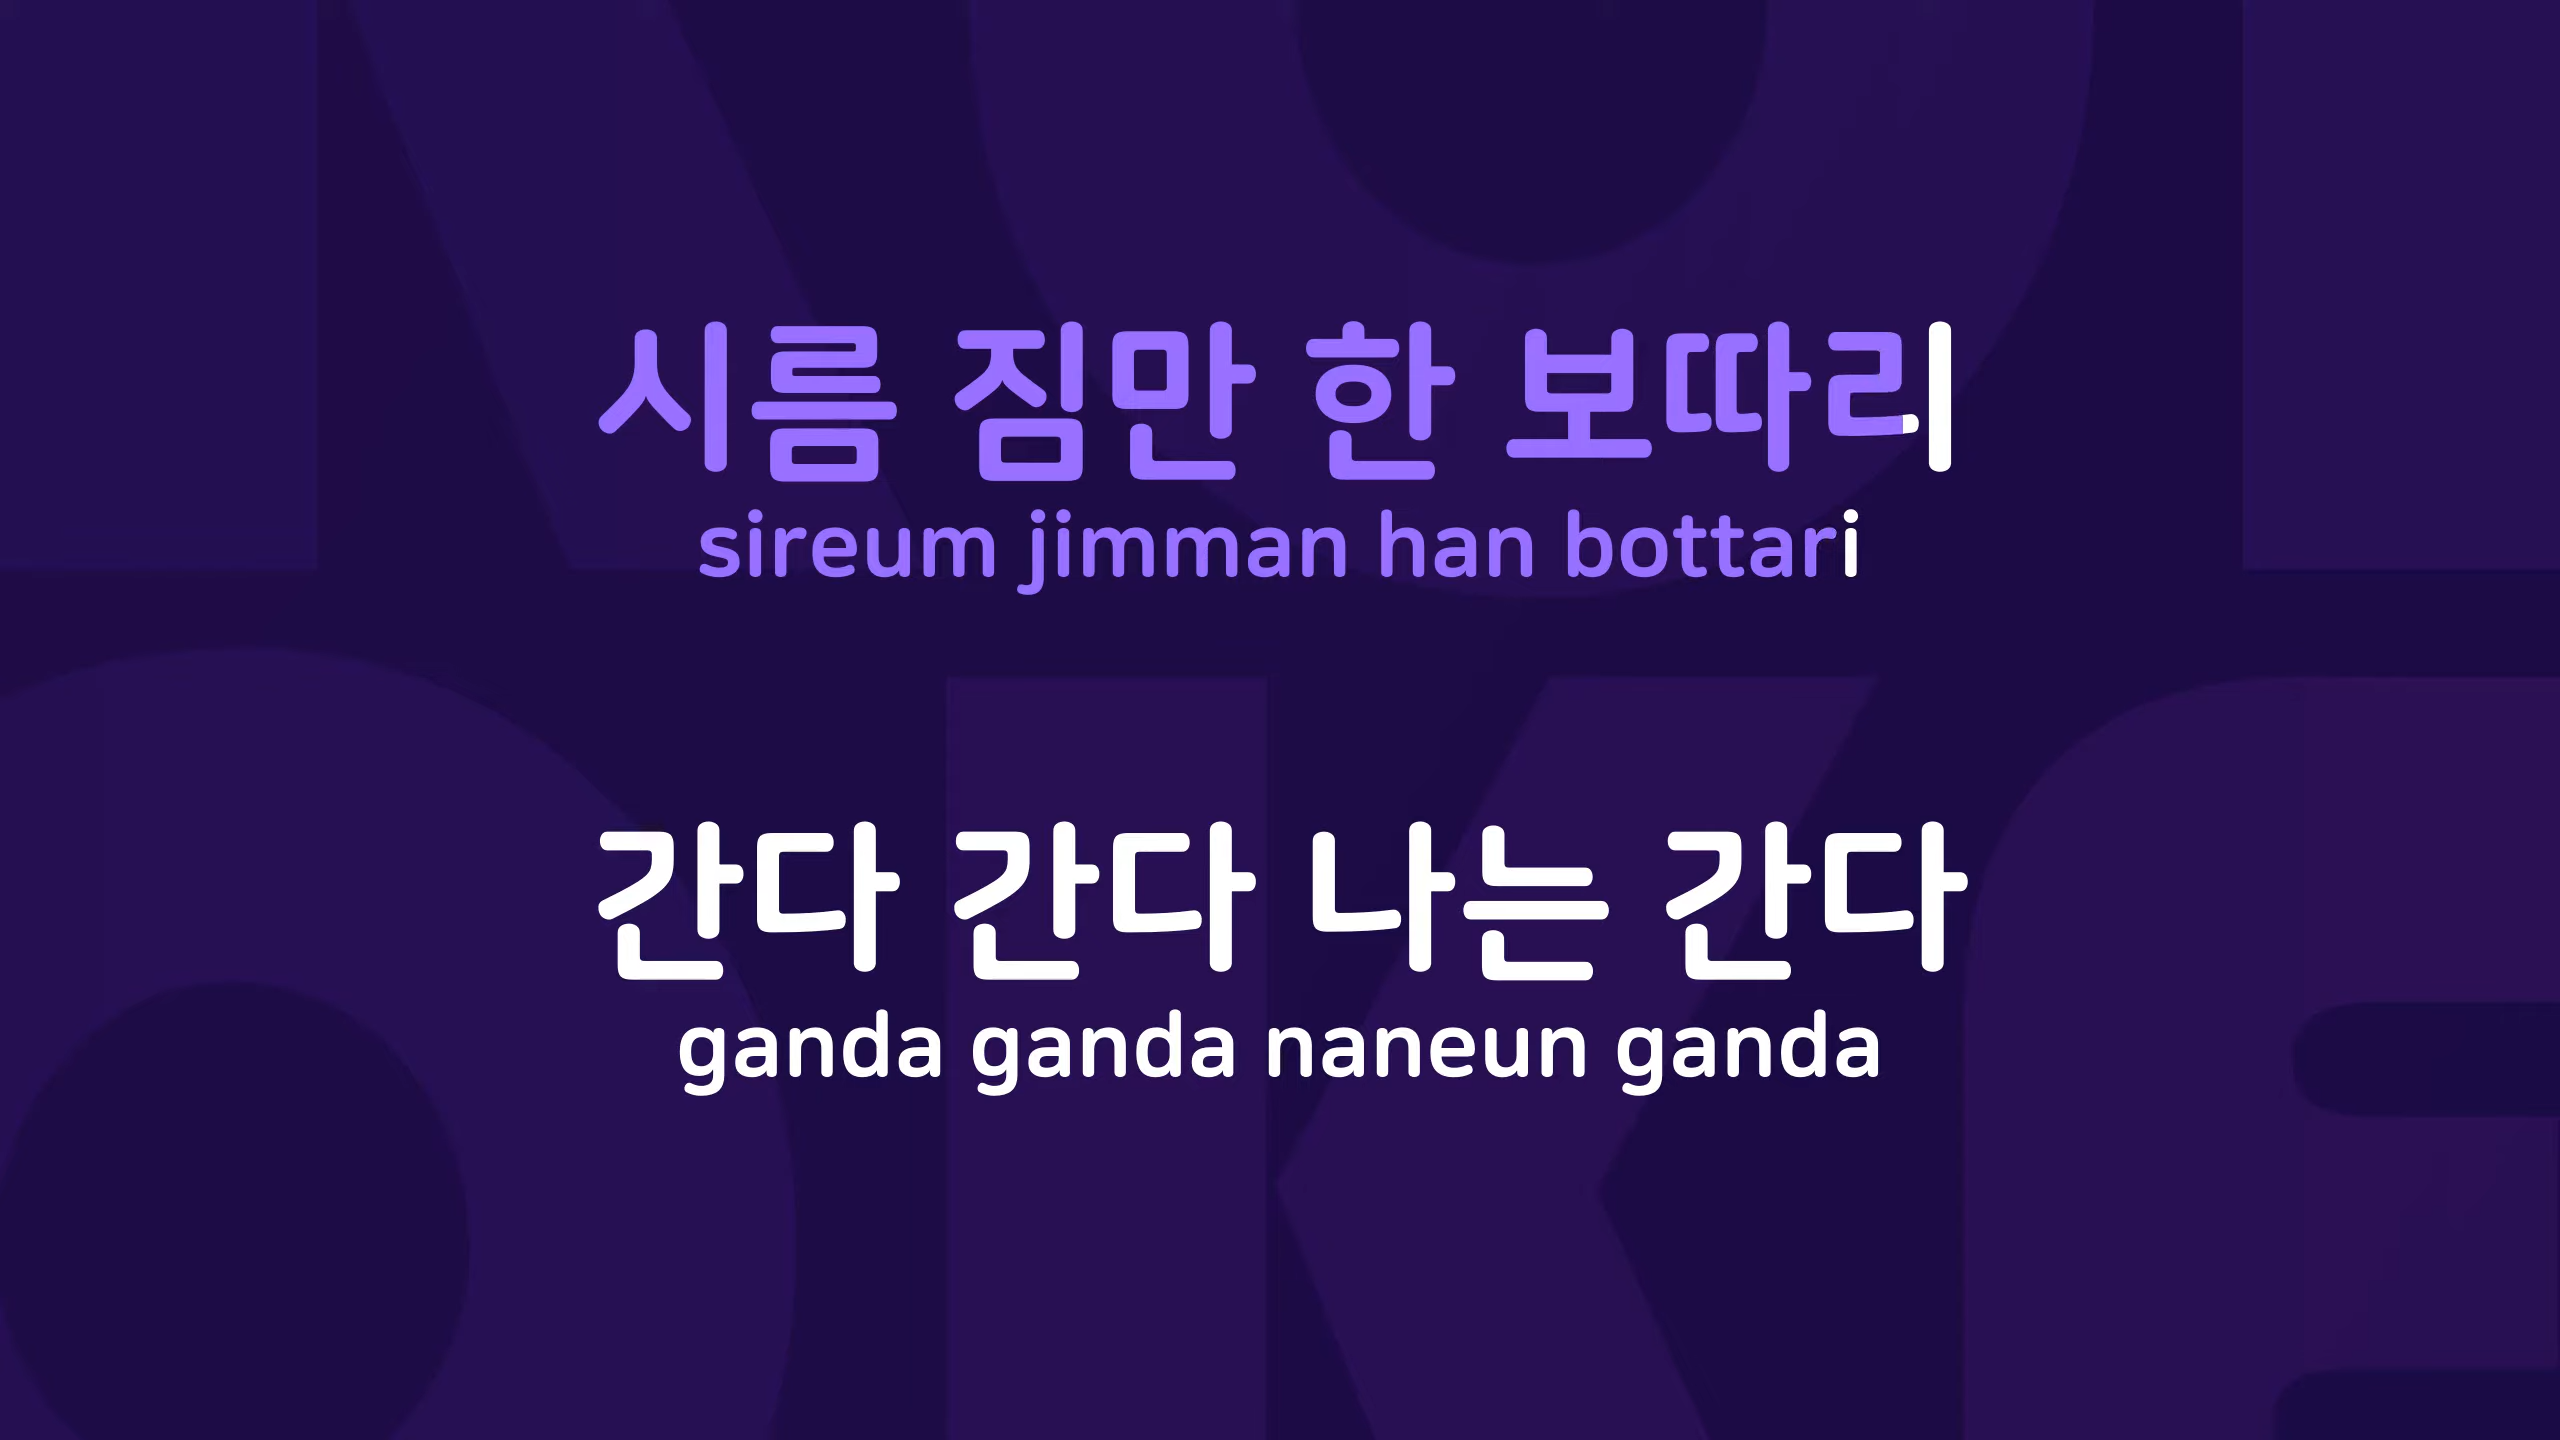 시름 짐만 한 보따리
sireum jimman han bottari
간다 간다 나는 간다
ganda ganda naneun ganda